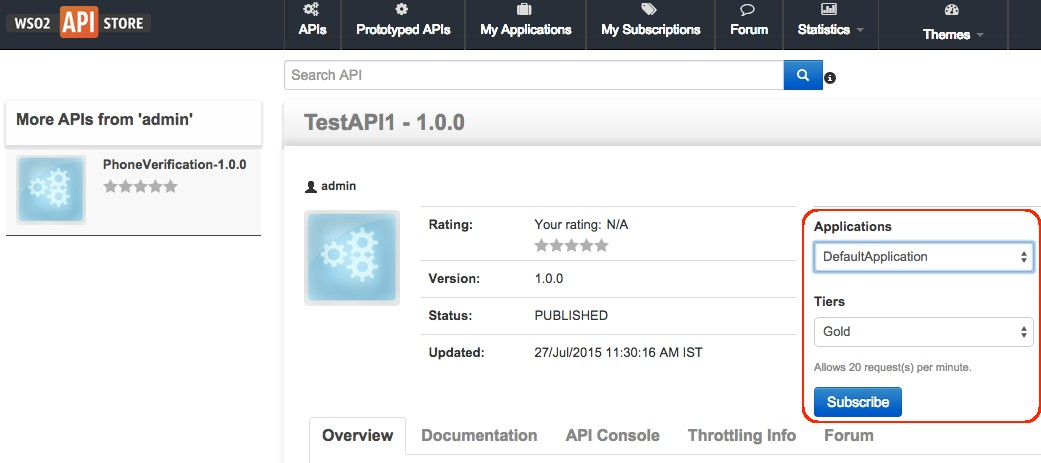 WSO2 API STORE
APIs
Prototyped APIs
My Applications
My Subscriptions
Forum
Statistics
Themes
Search API
More APIs from 'admin'
PhoneVerification-1.0.0
TestAPI1 - 1.0.0
admin
Rating: Your rating: N/A
Version: 1.0.0
Status: PUBLISHED
Updated: 27/Jul/2015 11:30:16 AM IST
Applications
DefaultApplication
Tiers
Gold
Allows 20 request(s) per minute.
Subscribe
Overview Documentation API Console Throttling Info Forum